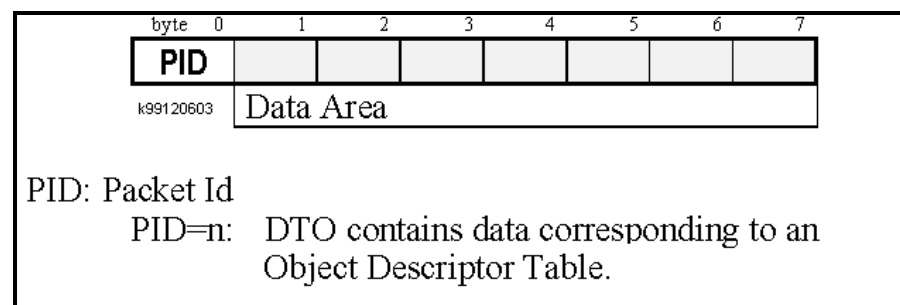 byte 0 1 2 3 4 5 6 7
PID
k99120603 Data Area
PID: Packet Id
PID=n: DTO contains data corresponding to an
Object Descriptor Table.